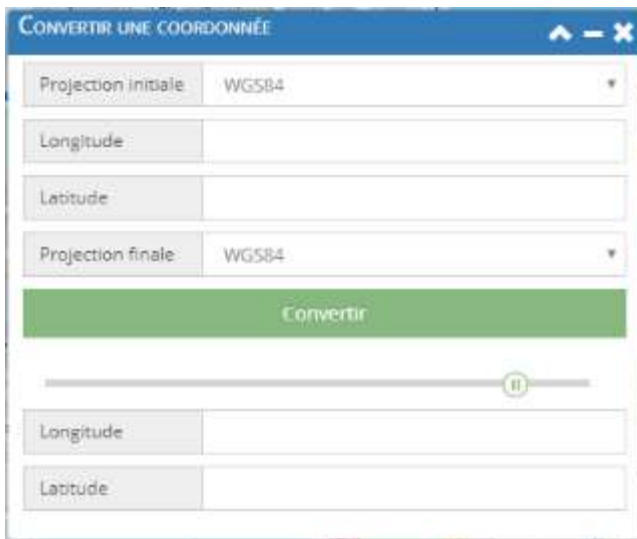 CONVERTIR UNE COORDONNÉE
Projection initiale WGS84
Longitude
Latitude
Projection finale WGS84
Convertir
Longitude
Latitude